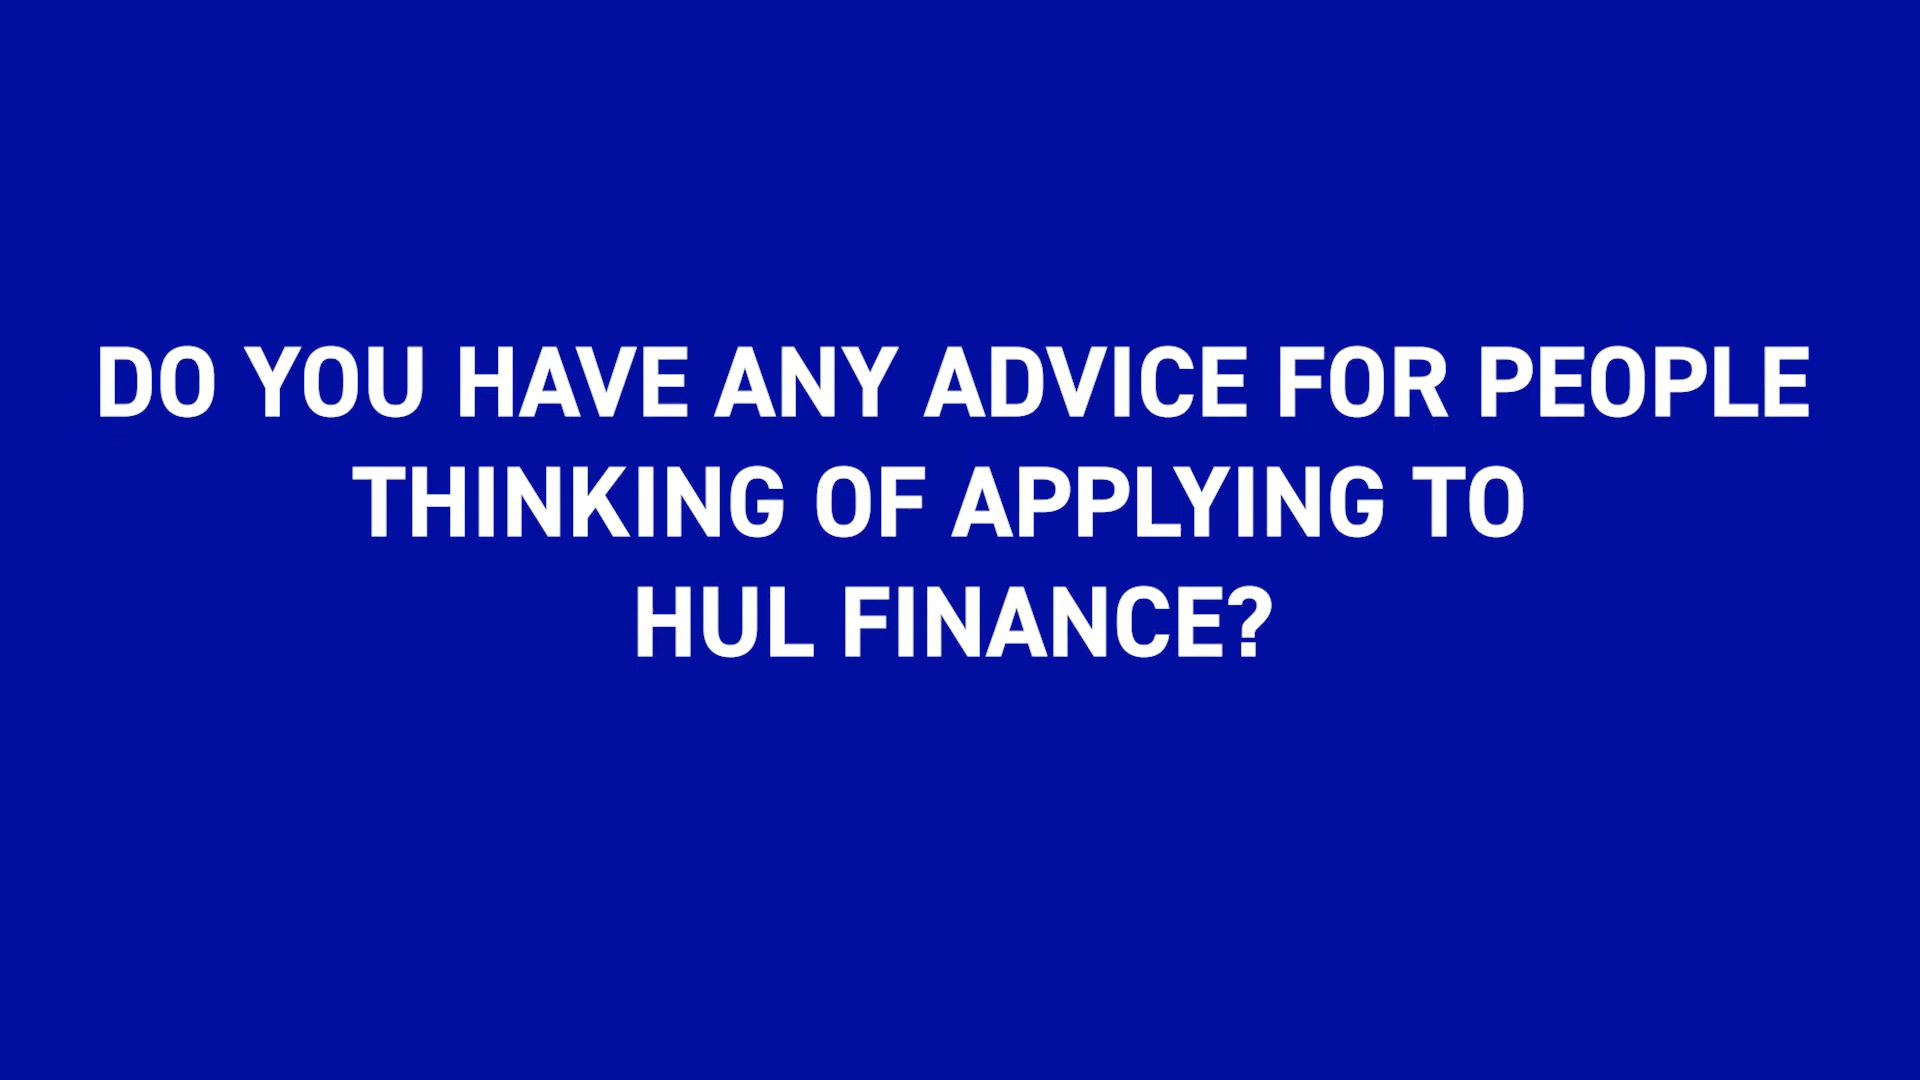 DO YOU HAVE ANY ADVICE FOR PEOPLE
THINKING OF APPLYING TO
HUL FINANCE?